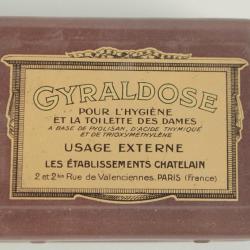 GYRALDOSE
POUR L'HYGIÈNE
ET LA TOILETTE DES DAMES
A BASE DE PYOLISAN, D'ACIDE THYMIQUE
ET DE TRIOXYMÉTHYLÈNE
USAGE EXTERNE
LES ÉTABLISSEMENTS CHATELAIN
2 et 2bis Rue de Valenciennes, PARIS (France)